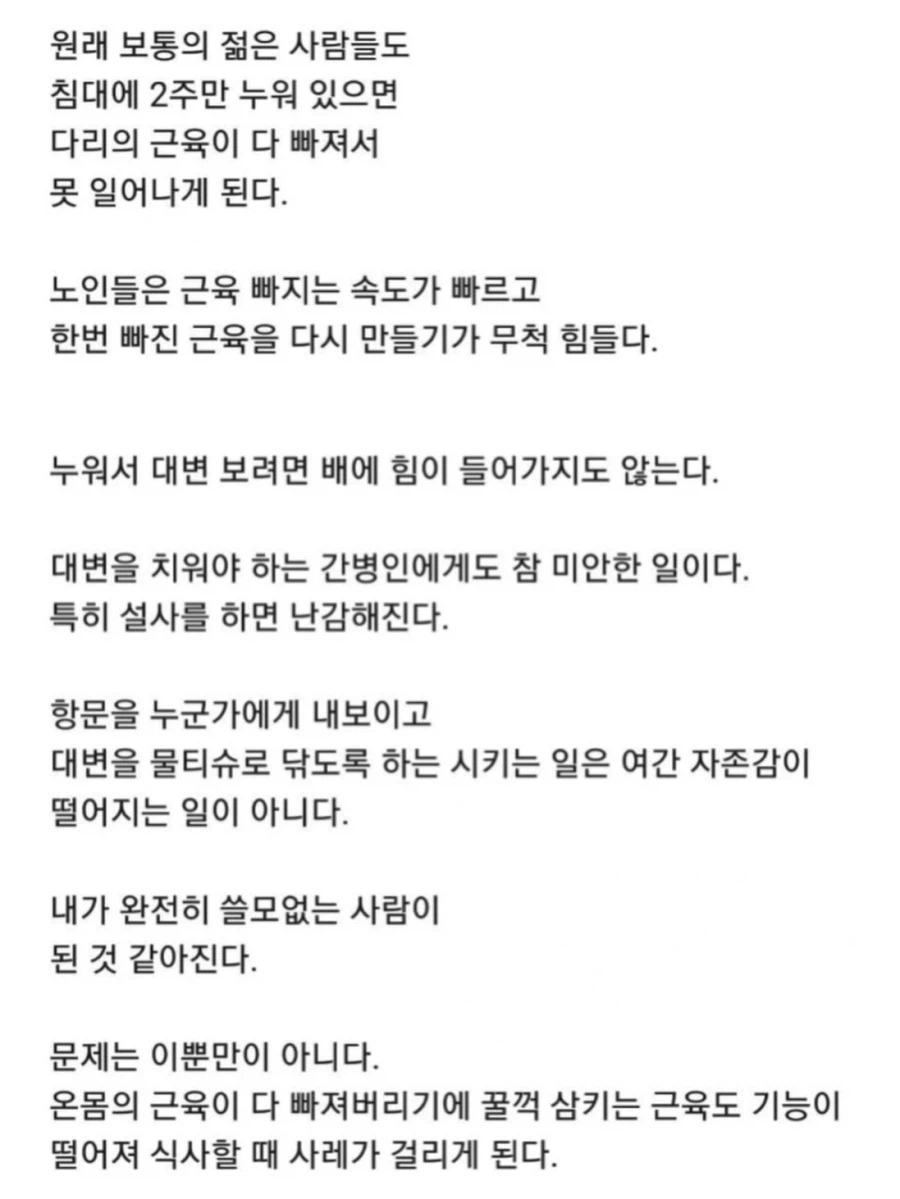 원래 보통의 젊은 사람들도
침대에 2주만 누워 있으면
다리의 근육이 다 빠져서
못 일어나게 된다.
노인들은 근육 빠지는 속도가 빠르고
한번 빠진 근육을 다시 만들기가 무척 힘들다.
누워서 대변 보려면 배에 힘이 들어가지도 않는다.
대변을 치워야 하는 간병인에게도 참 미안한 일이다.
특히 설사를 하면 난감해진다.
항문을 누군가에게 내보이고
대변을 물티슈로 닦도록 하는 시키는 일은 여간 자존감이
떨어지는 일이 아니다.
내가 완전히 쓸모없는 사람이
된 것 같아진다.
문제는 이뿐만이 아니다.
온몸의 근육이 다 빠져버리기에 꿀꺽 삼키는 근육도 기능이
떨어져 식사할 때 사레가 걸리게 된다.